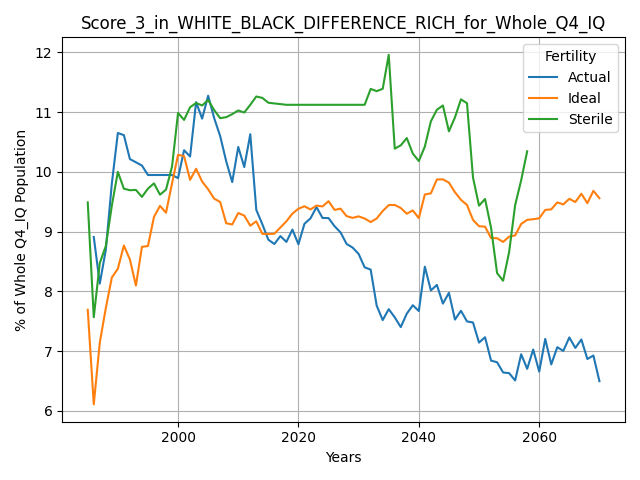 Score_3_in_WHITE_BLACK_DIFFERENCE_RICH_for_Whole_Q4_IQ
12
11
10
9
8
7
6
% of Whole Q4_IQ Population
Fertility
Actual
Ideal
Sterile
2000
2020
2040
2060
Years